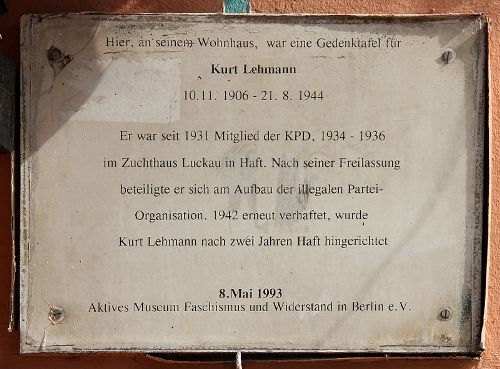 Hier, an seinem Wohnhaus, war eine Gedenktafel für
Kurt Lehmann
10.11. 1906 - 21. 8. 1944
Er war seit 1931 Mitglied der KPD, 1934 - 1936
im Zuchthaus Luckau in Haft. Nach seiner Freilassung
beteiligte er sich am Aufbau der illegalen Partei-
Organisation. 1942 erneut verhaftet, wurde
Kurt Lehmann nach zwei Jahren Haft hingerichtet
8.Mai 1993
Aktives Museum Faschismus und Widerstand in Berlin e.V.